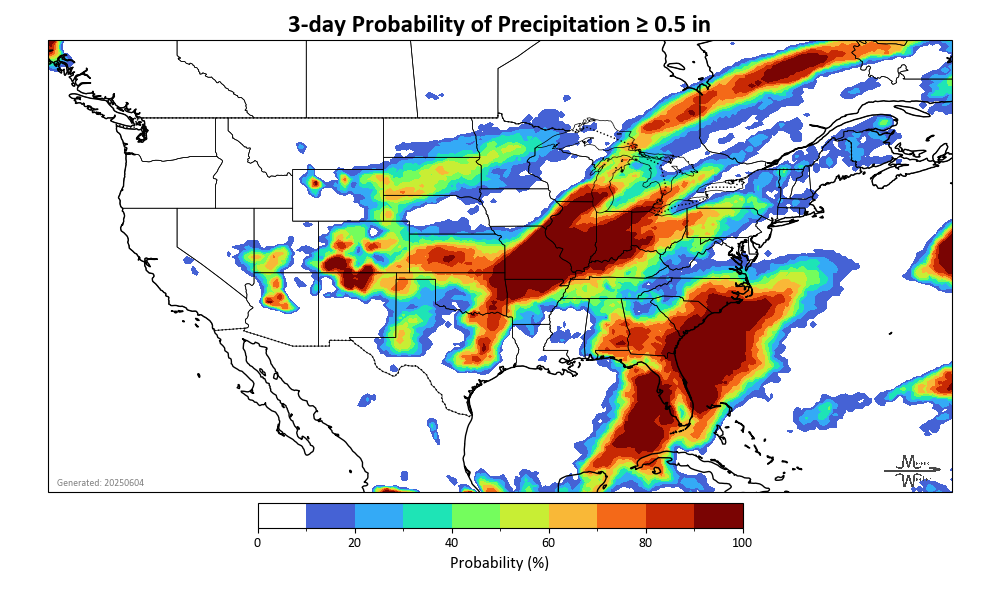 3-day Probability of Precipitation ≥ 0.5 in
Generated: 20250604
0 20 40 60 80 100
Probability (%)